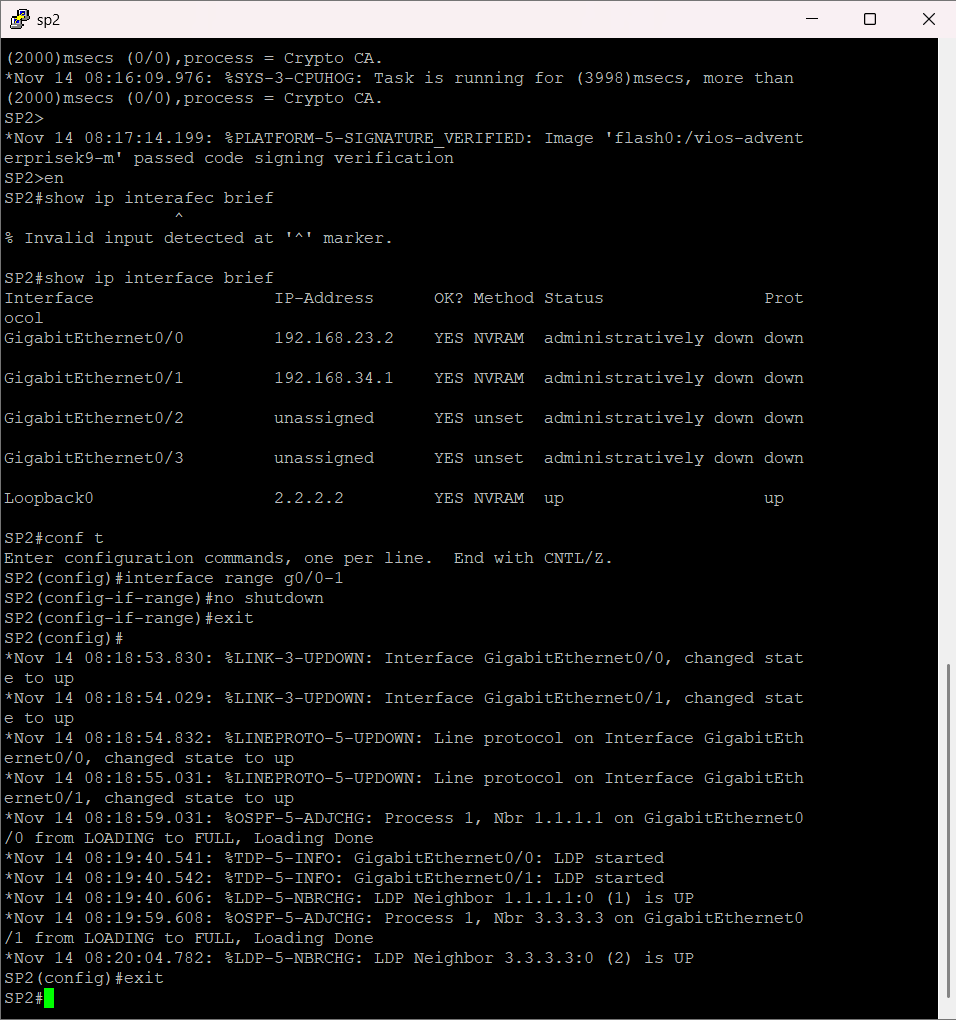 sp2
(2000)msecs (0/0),process = Crypto CA.
*Nov 14 08:16:09.976: %SYS-3-CPUHOG: Task is running for (3998)msecs, more than
(2000)msecs (0/0),process = Crypto CA.
SP2>
*Nov 14 08:17:14.199: %PLATFORM-5-SIGNATURE_VERIFIED: Image 'flash0:/vios-advent
erprisek9-m' passed code signing verification
SP2>en
SP2#show ip interafec brief
^
% Invalid input detected at '^' marker.
SP2#show ip interface brief
Interface                  IP-Address      OK? Method Status                Prot
ocol
GigabitEthernet0/0         192.168.23.2    YES NVRAM  administratively down down
GigabitEthernet0/1         192.168.34.1    YES NVRAM  administratively down down
GigabitEthernet0/2         unassigned      YES unset  administratively down down
GigabitEthernet0/3         unassigned      YES unset  administratively down down
Loopback0                  2.2.2.2         YES NVRAM  up                    up
SP2#conf t
Enter configuration commands, one per line.  End with CNTL/Z.
SP2(config)#interface range g0/0-1
SP2(config-if-range)#no shutdown
SP2(config-if-range)#exit
SP2(config)#
*Nov 14 08:18:53.830: %LINK-3-UPDOWN: Interface GigabitEthernet0/0, changed stat
e to up
*Nov 14 08:18:54.029: %LINK-3-UPDOWN: Interface GigabitEthernet0/1, changed stat
e to up
*Nov 14 08:18:54.832: %LINEPROTO-5-UPDOWN: Line protocol on Interface GigabitEth
ernet0/0, changed state to up
*Nov 14 08:18:55.031: %LINEPROTO-5-UPDOWN: Line protocol on Interface GigabitEth
ernet0/1, changed state to up
*Nov 14 08:18:59.031: %OSPF-5-ADJCHG: Process 1, Nbr 1.1.1.1 on GigabitEthernet0
/0 from LOADING to FULL, Loading Done
*Nov 14 08:19:40.541: %TDP-5-INFO: GigabitEthernet0/0: LDP started
*Nov 14 08:19:40.542: %TDP-5-INFO: GigabitEthernet0/1: LDP started
*Nov 14 08:19:40.606: %LDP-5-NBRCHG: LDP Neighbor 1.1.1.1:0 (1) is UP
*Nov 14 08:19:59.608: %OSPF-5-ADJCHG: Process 1, Nbr 3.3.3.3 on GigabitEthernet0
/1 from LOADING to FULL, Loading Done
*Nov 14 08:20:04.782: %LDP-5-NBRCHG: LDP Neighbor 3.3.3.3:0 (2) is UP
SP2(config)#exit
SP2#